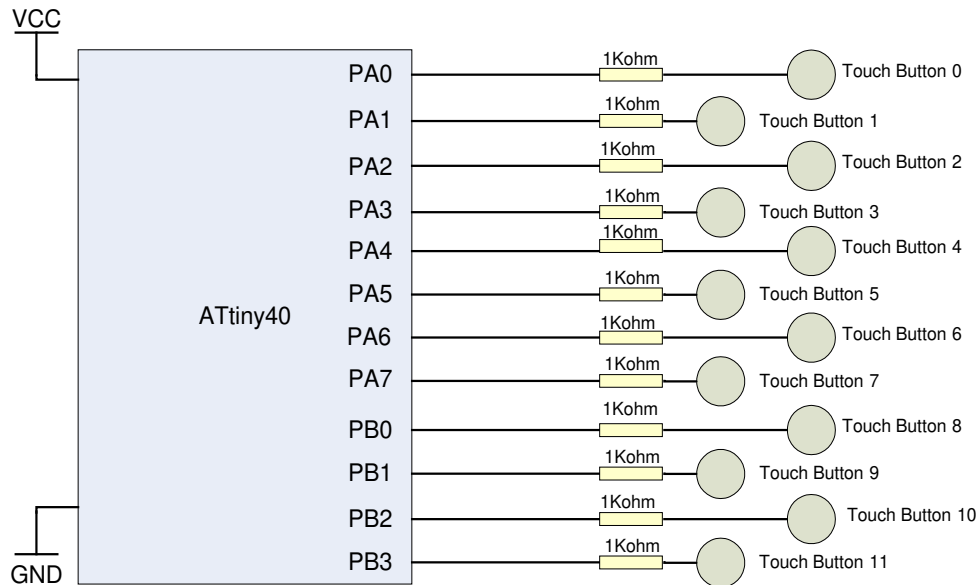 VCC
PA0 1Kohm Touch Button 0
PA1 1Kohm Touch Button 1
PA2 1Kohm Touch Button 2
PA3 1Kohm Touch Button 3
PA4 1Kohm Touch Button 4
PA5 1Kohm Touch Button 5
ATtiny40
PA6 1Kohm Touch Button 6
PA7 1Kohm Touch Button 7
PB0 1Kohm Touch Button 8
PB1 1Kohm Touch Button 9
PB2 1Kohm Touch Button 10
PB3 1Kohm Touch Button 11
GND